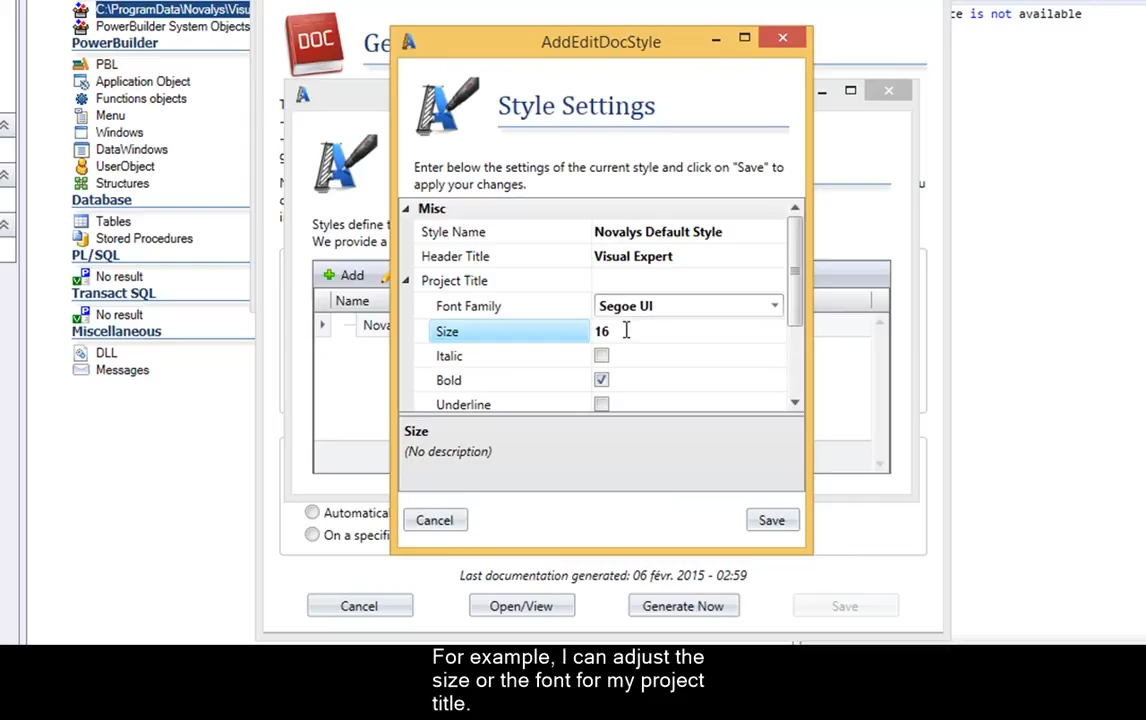 C:\ProgramData\Novalys\Visu
PowerBuilder System Objects
PowerBuilder
PBL
Application Object
Functions objects
Menu
Windows
DataWindows
UserObject
Structures
Database
Tables
Stored Procedures
PL/SQL
No result
Transact SQL
No result
Miscellaneous
DLL
Messages
ce is not available
DOC
Ge
Styles define t
We provide a
Add
Name
Nova
Automatica
On a specifi
AddEditDocStyle
Style Settings
Enter below the settings of the current style and click on "Save" to
apply your changes.
Misc
Style Name Novalys Default Style
Header Title Visual Expert
Project Title
Font Family Segoe UI
Size 16
Italic
Bold
Underline
Size
(No description)
Cancel Save
Last documentation generated: 06 févr. 2015 - 02:59
Cancel Open/View Generate Now Save
For example, I can adjust the
size or the font for my project
title.